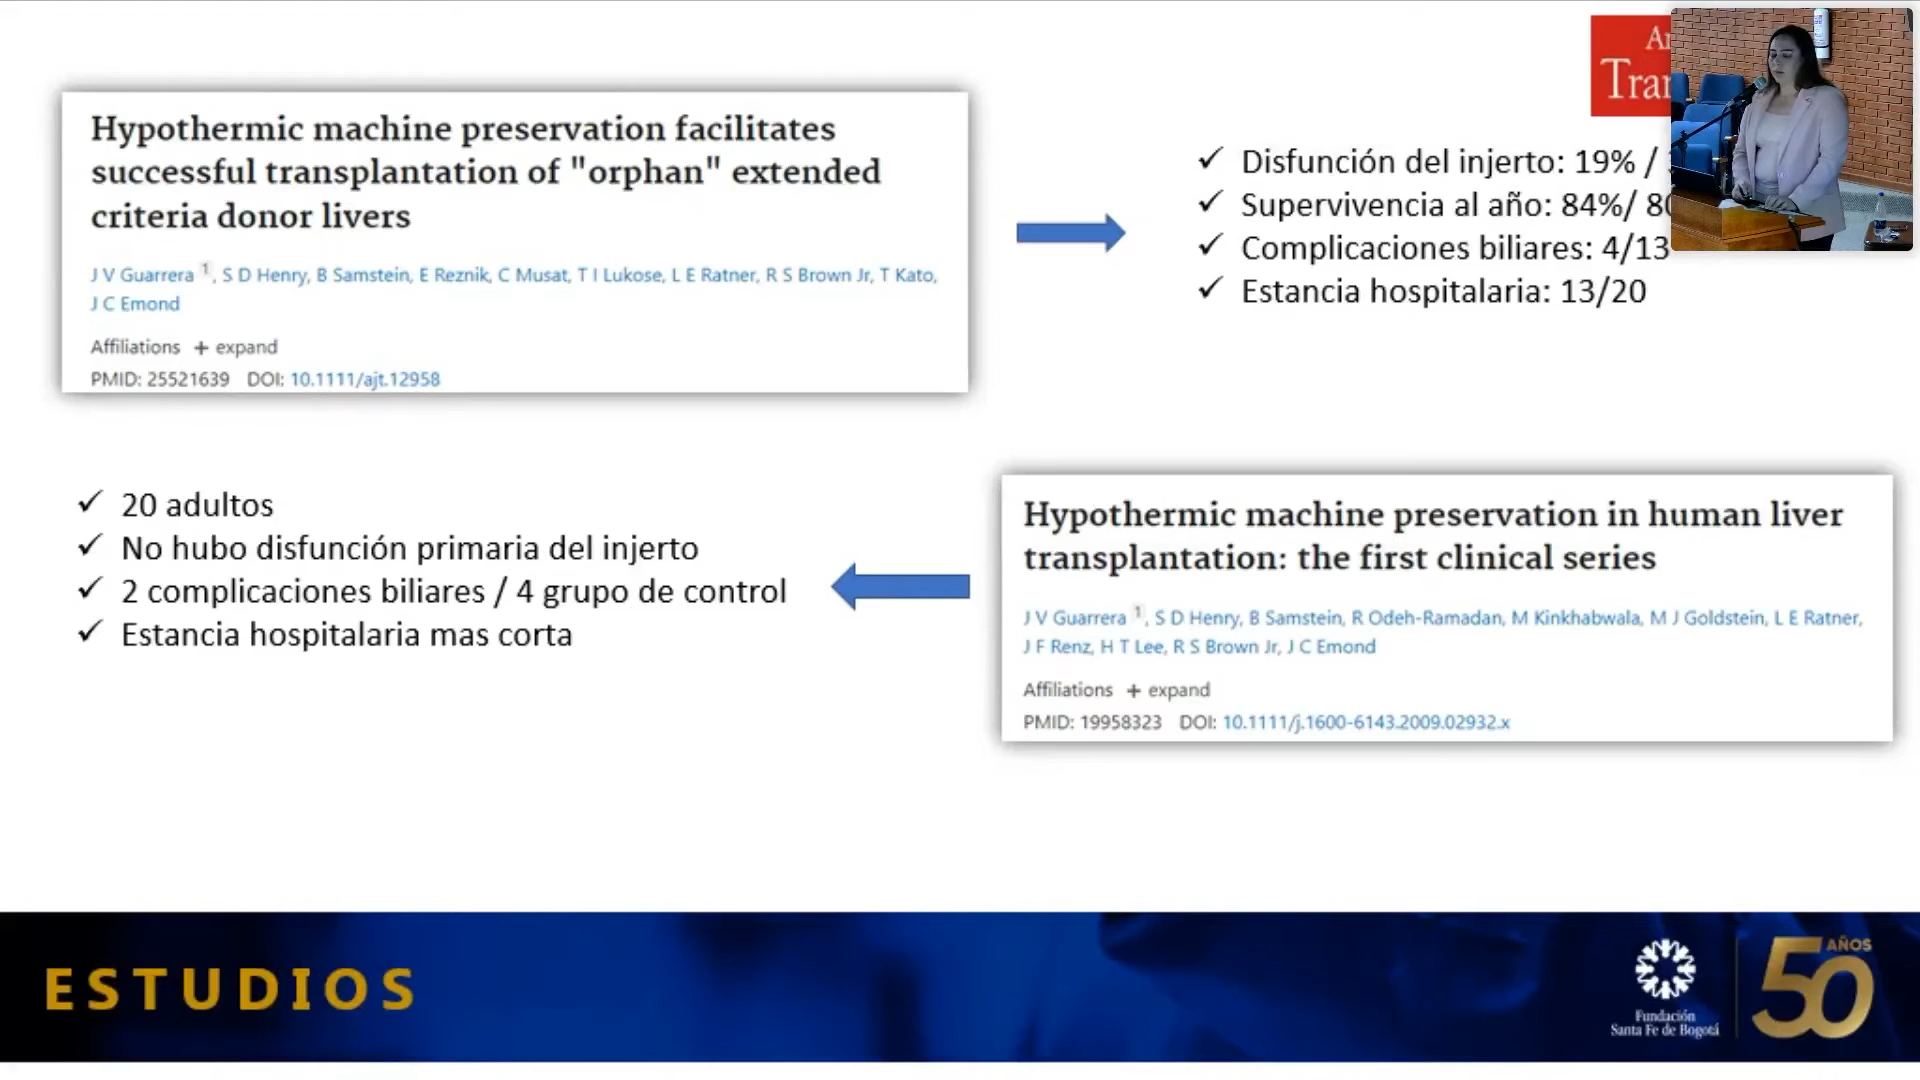 Hypothermic machine preservation facilitates
successful transplantation of "orphan" extended
criteria donor livers
J V Guarrera 1, S D Henry, B Samstein, E Reznik, C Musat, T I Lukose, L E Ratner, R S Brown Jr, T Kato,
J C Emond
Affiliations + expand
PMID: 25521639 DOI: 10.1111/ajt.12958
✓ Disfunción del injerto: 19% /
✓ Supervivencia al año: 84%/
✓ Complicaciones biliares: 4/13
✓ Estancia hospitalaria: 13/20
✓ 20 adultos
✓ No hubo disfunción primaria del injerto
✓ 2 complicaciones biliares / 4 grupo de control
✓ Estancia hospitalaria mas corta
Hypothermic machine preservation in human liver
transplantation: the first clinical series
J V Guarrera 1, S D Henry, B Samstein, R Odeh-Ramadan, M Kinkhabwala, M J Goldstein, L E Ratner,
J F Renz, H T Lee, R S Brown Jr, J C Emond
Affiliations + expand
PMID: 19958323 DOI: 10.1111/j.1600-6143.2009.02932.x
ESTUDIOS
Fundación
Santa Fe de Bogotá
50 AÑOS